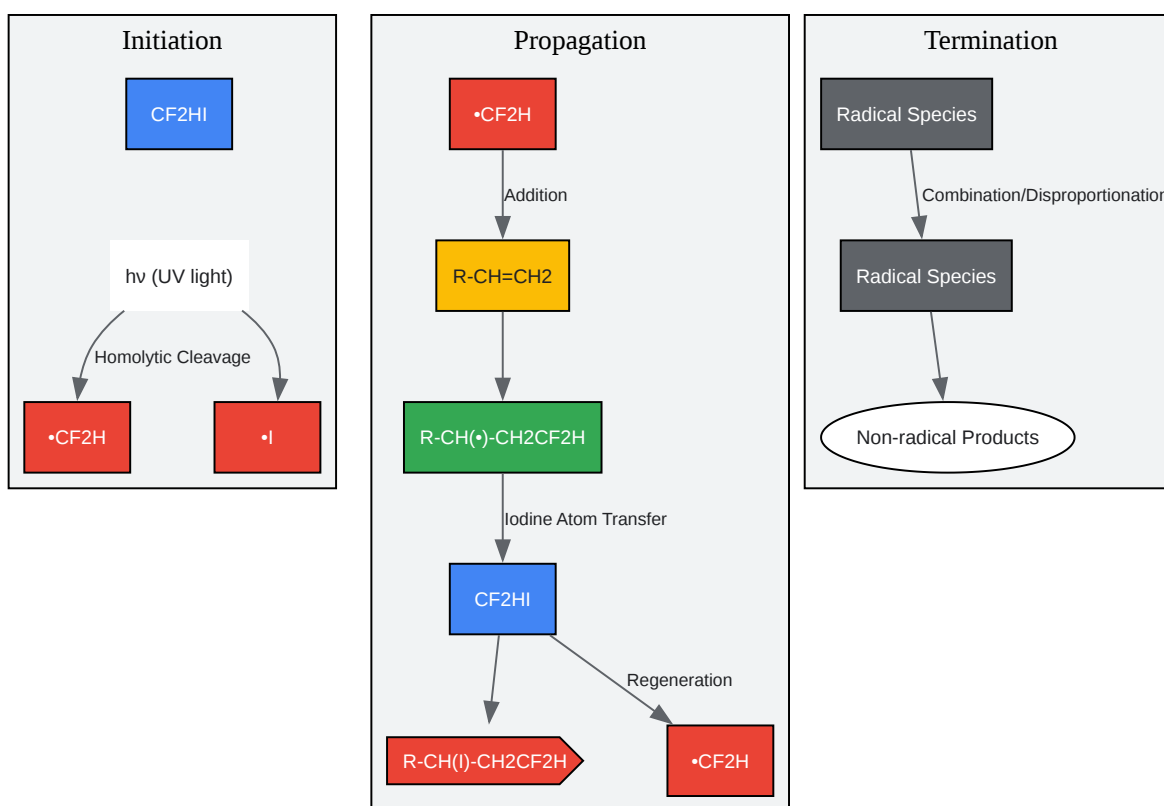 Initiation
CF2HI
hν (UV light)
Homolytic Cleavage
•CF2H
•I
Propagation
•CF2H
Addition
R-CH=CH2
R-CH(•)-CH2CF2H
Iodine Atom Transfer
CF2HI
Regeneration
R-CH(I)-CH2CF2H
•CF2H
Termination
Radical Species
Combination/Disproportionation
Radical Species
Non-radical Products